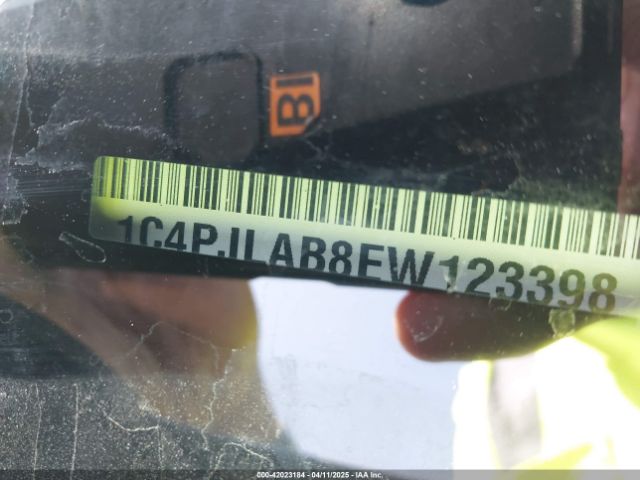 BI
1C4PJLAB8EW123398
000-42023184 - 04/11/2025 - IAA Inc.